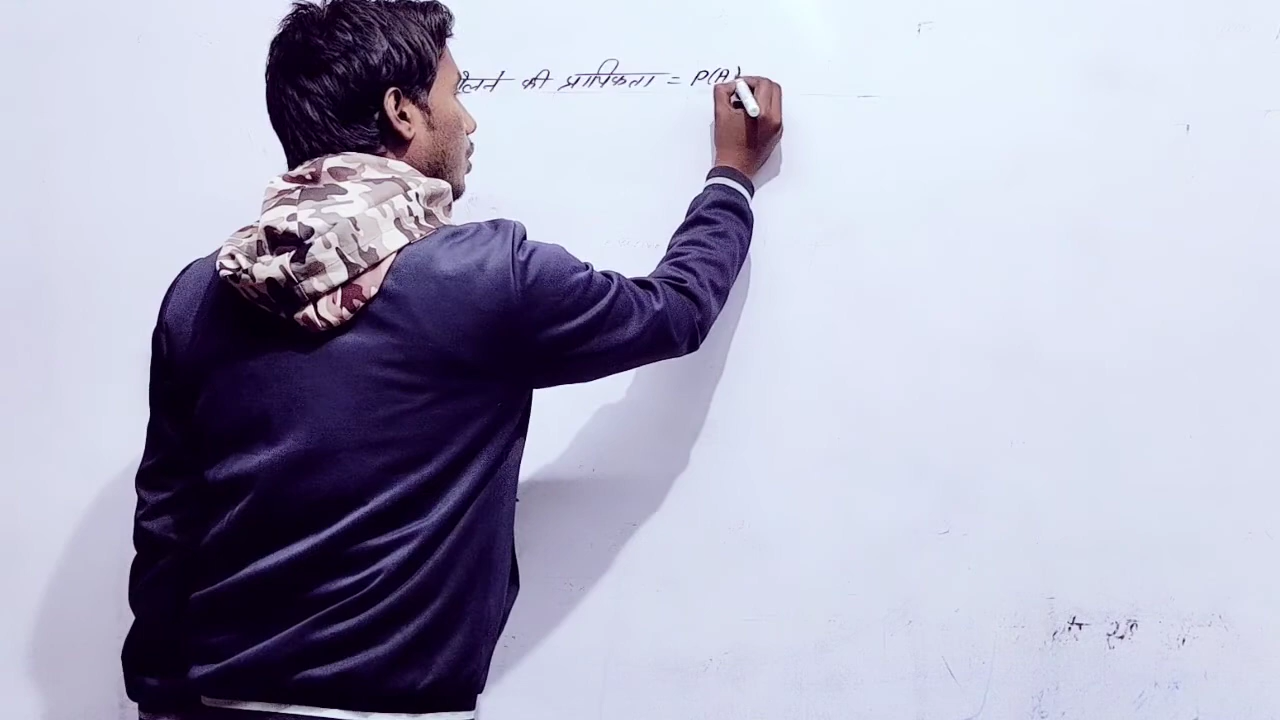 की प्रायिकता = P(A)